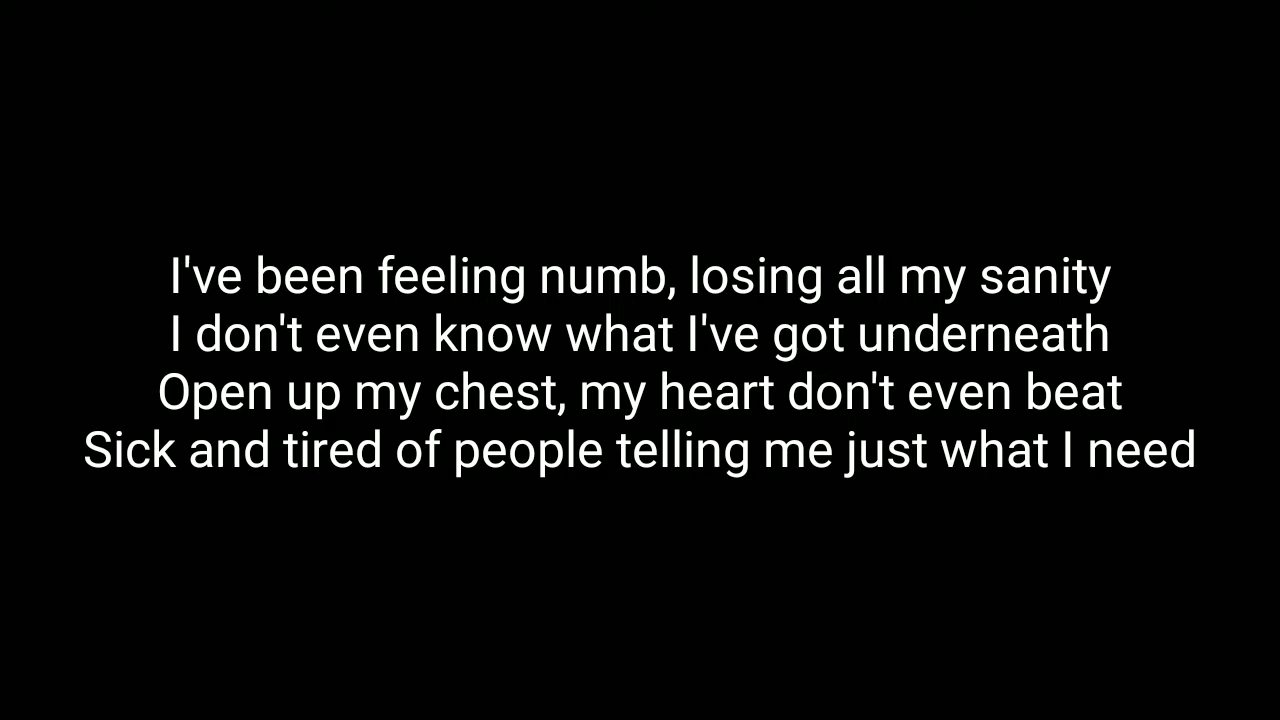 I've been feeling numb, losing all my sanity
I don't even know what I've got underneath
Open up my chest, my heart don't even beat
Sick and tired of people telling me just what I need